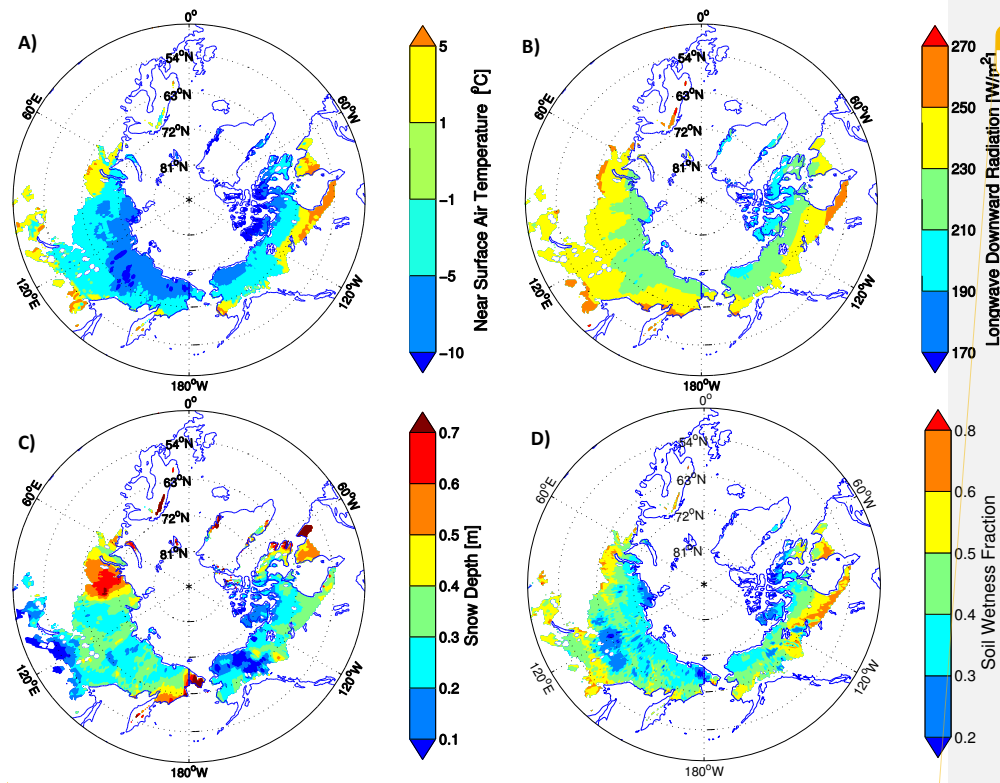 A)
0°
54°N
63°N
72°N
81°N
60°E
60°W
120°E
120°W
180°W
5
1
−1
−5
−10
Near Surface Air Temperature [°C]
B)
0°
54°N
63°N
72°N
81°N
60°E
60°W
120°E
120°W
180°W
270
250
230
210
190
170
Longwave Downward Radiation [W/m²]
C)
0°
54°N
63°N
72°N
81°N
60°E
60°W
120°E
120°W
180°W
0.7
0.6
0.5
0.4
0.3
0.2
0.1
Snow Depth [m]
D)
0°
54°N
63°N
72°N
81°N
60°E
60°W
120°E
120°W
180°W
0.8
0.6
0.5
0.4
0.3
0.2
Soil Wetness Fraction